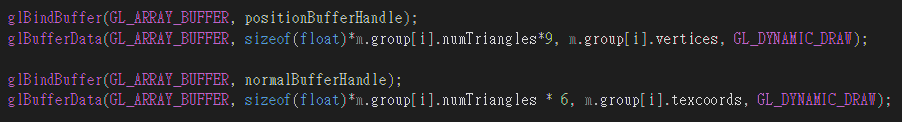 glBindBuffer(GL_ARRAY_BUFFER, positionBufferHandle);
glBufferData(GL_ARRAY_BUFFER, sizeof(float)*m.group[i].numTriangles*9, m.group[i].vertices, GL_DYNAMIC_DRAW);
glBindBuffer(GL_ARRAY_BUFFER, normalBufferHandle);
glBufferData(GL_ARRAY_BUFFER, sizeof(float)*m.group[i].numTriangles * 6, m.group[i].texcoords, GL_DYNAMIC_DRAW);